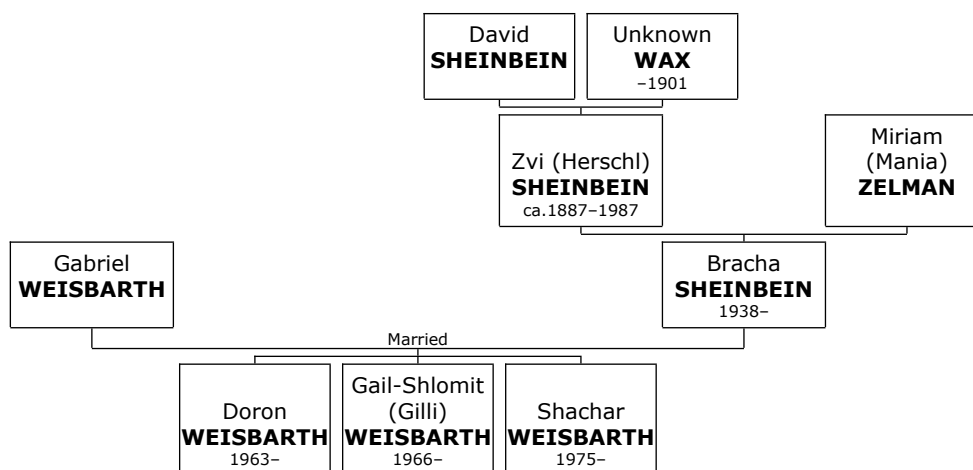 David
SHEINBEIN
Unknown
WAX
–1901
Zvi (Herschl)
SHEINBEIN
ca.1887–1987
Miriam
(Mania)
ZELMAN
Gabriel
WEISBARTH
Bracha
SHEINBEIN
1938–
Married
Doron
WEISBARTH
1963–
Gail-Shlomit
(Gilli)
WEISBARTH
1966–
Shachar
WEISBARTH
1975–